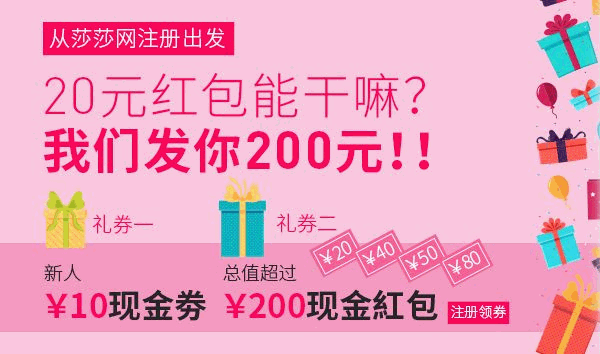 从莎莎网注册出发
20元红包能干嘛？
我们发你200元！！
礼券一
礼券二
¥20
¥40
¥50
¥80
新人
¥10现金劵
总值超过
¥200现金紅包
注册领券